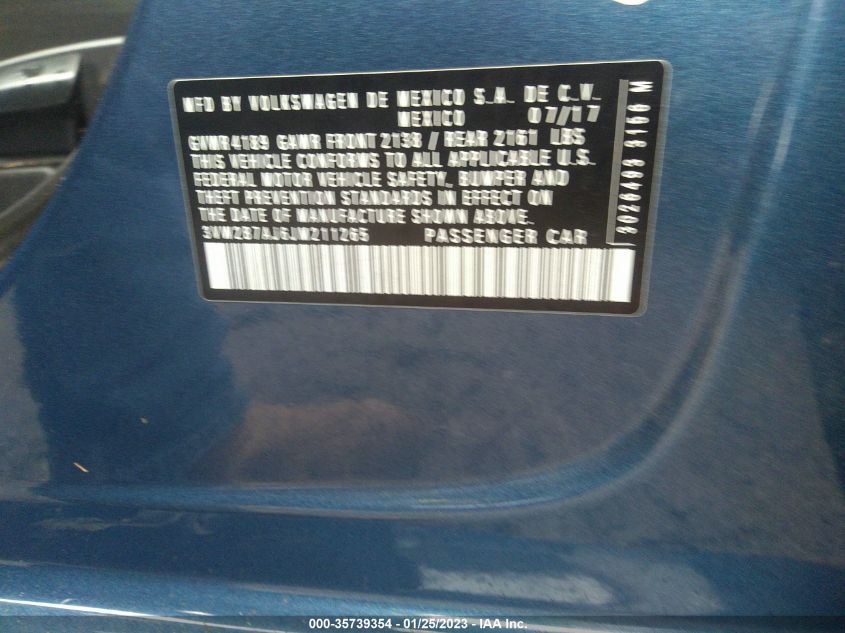 MFD BY VOLKSWAGEN DE MEXICO S.A. DE C.V.
MEXICO 07/17
GVWR 4189 GAWR FRONT 2138 / REAR 2161 LBS
THIS VEHICLE CONFORMS TO ALL APPLICABLE U.S.
FEDERAL MOTOR VEHICLE SAFETY, BUMPER AND
THEFT PREVENTION STANDARDS IN EFFECT ON
THE DATE OF MANUFACTURE SHOWN ABOVE.
3VW2B7AJ6JM211265 PASSENGER CAR
3166 M
000-35739354 - 01/25/2023 - IAA Inc.